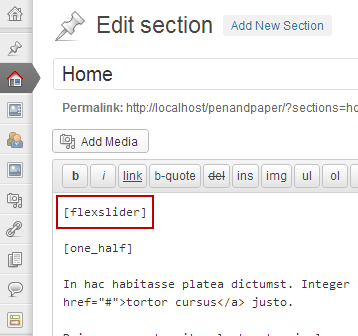 Edit section Add New Section
Home
Permalink: http://localhost/penandpaper/?sections=ho
Add Media
b i link b-quote del ins img ul ol
[flexslider]
[one_half]
In hac habitasse platea dictumst. Integer
href="#">tortor cursus</a> justo.